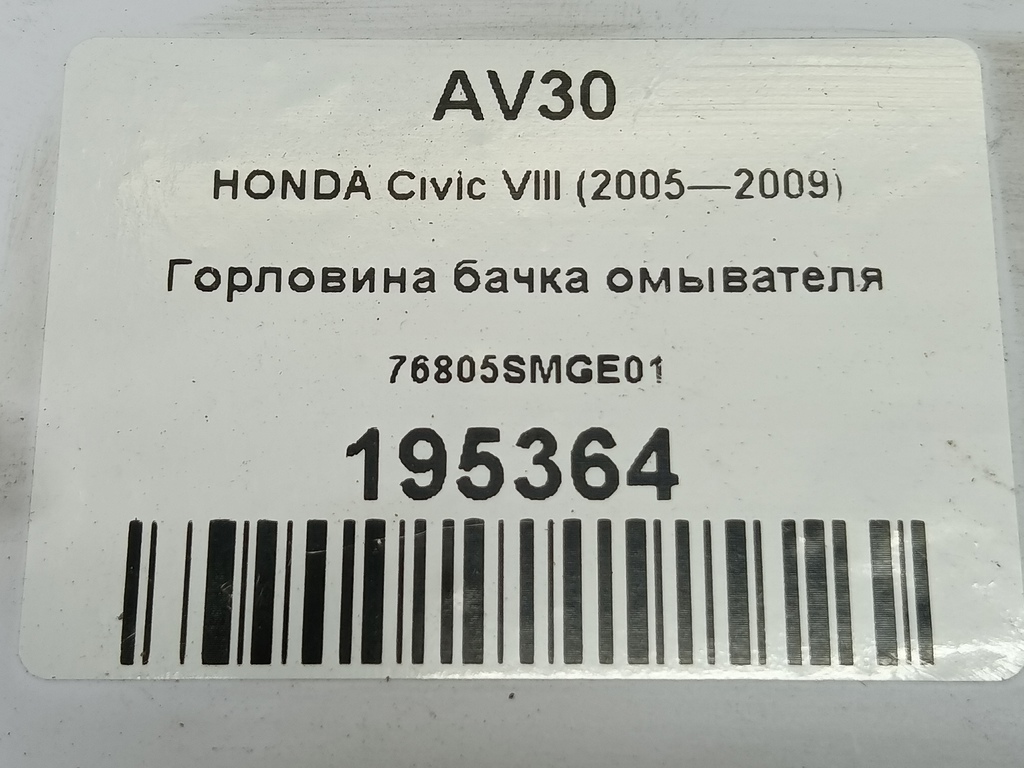 AV30
HONDA Civic VIII (2005—2009)
Горловина бачка омывателя
76805SMGE01
195364